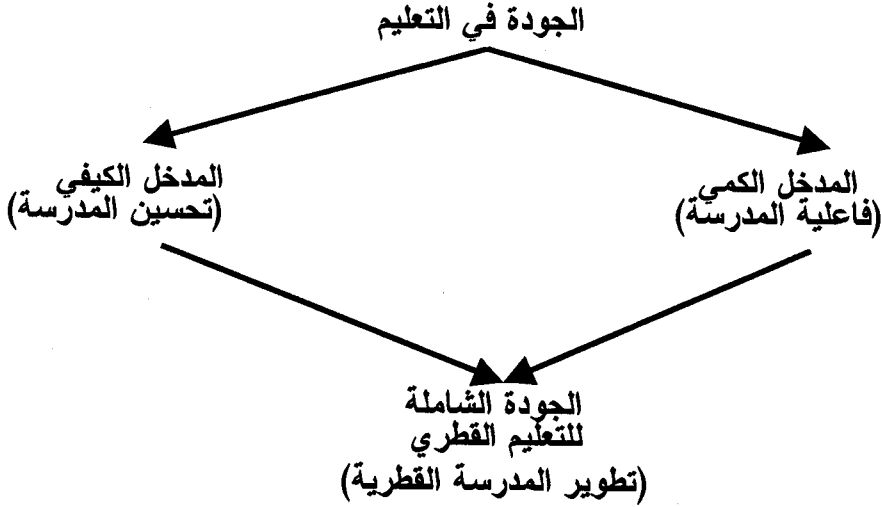 الجودة في التعليم
المدخل الكمي
(فاعلية المدرسة)
المدخل الكيفي
(تحسين المدرسة)
الجودة الشاملة
للتعليم القطري
(تطوير المدرسة القطرية)